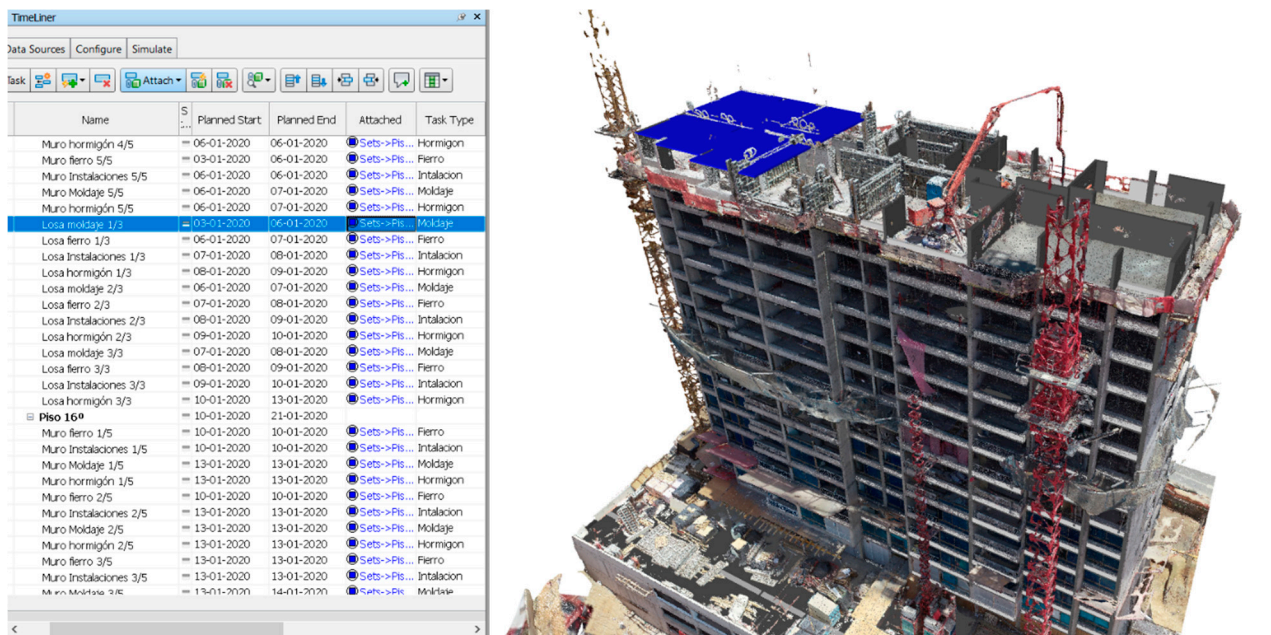 TimeLiner
Data Sources Configure Simulate
Task Attach
Name S... Planned Start Planned End Attached Task Type
Muro hormigón 4/5 06-01-2020 06-01-2020 Sets->Pis... Hormigon
Muro fierro 5/5 03-01-2020 06-01-2020 Sets->Pis... Fierro
Muro Instalaciones 5/5 06-01-2020 06-01-2020 Sets->Pis... Intalacion
Muro Moldaje 5/5 06-01-2020 07-01-2020 Sets->Pis... Moldaje
Muro hormigón 5/5 06-01-2020 07-01-2020 Sets->Pis... Hormigon
Losa moldaje 1/3 03-01-2020 06-01-2020 Sets->Pis... Moldaje
Losa fierro 1/3 06-01-2020 07-01-2020 Sets->Pis... Fierro
Losa Instalaciones 1/3 07-01-2020 08-01-2020 Sets->Pis... Intalacion
Losa hormigón 1/3 08-01-2020 09-01-2020 Sets->Pis... Hormigon
Losa moldaje 2/3 06-01-2020 07-01-2020 Sets->Pis... Moldaje
Losa fierro 2/3 07-01-2020 08-01-2020 Sets->Pis... Fierro
Losa Instalaciones 2/3 08-01-2020 09-01-2020 Sets->Pis... Intalacion
Losa hormigón 2/3 09-01-2020 10-01-2020 Sets->Pis... Hormigon
Losa moldaje 3/3 07-01-2020 08-01-2020 Sets->Pis... Moldaje
Losa fierro 3/3 08-01-2020 09-01-2020 Sets->Pis... Fierro
Losa Instalaciones 3/3 09-01-2020 10-01-2020 Sets->Pis... Intalacion
Losa hormigón 3/3 10-01-2020 13-01-2020 Sets->Pis... Hormigon
Piso 16º 10-01-2020 21-01-2020
Muro fierro 1/5 10-01-2020 10-01-2020 Sets->Pis... Fierro
Muro Instalaciones 1/5 10-01-2020 10-01-2020 Sets->Pis... Intalacion
Muro Moldaje 1/5 13-01-2020 13-01-2020 Sets->Pis... Moldaje
Muro hormigón 1/5 13-01-2020 13-01-2020 Sets->Pis... Hormigon
Muro fierro 2/5 10-01-2020 10-01-2020 Sets->Pis... Fierro
Muro Instalaciones 2/5 13-01-2020 13-01-2020 Sets->Pis... Intalacion
Muro Moldaje 2/5 13-01-2020 13-01-2020 Sets->Pis... Moldaje
Muro hormigón 2/5 13-01-2020 13-01-2020 Sets->Pis... Hormigon
Muro fierro 3/5 13-01-2020 13-01-2020 Sets->Pis... Fierro
Muro Instalaciones 3/5 13-01-2020 13-01-2020 Sets->Pis... Intalacion
Muro Moldaje 3/5 13-01-2020 14-01-2020 Sets->Pis Moldaje